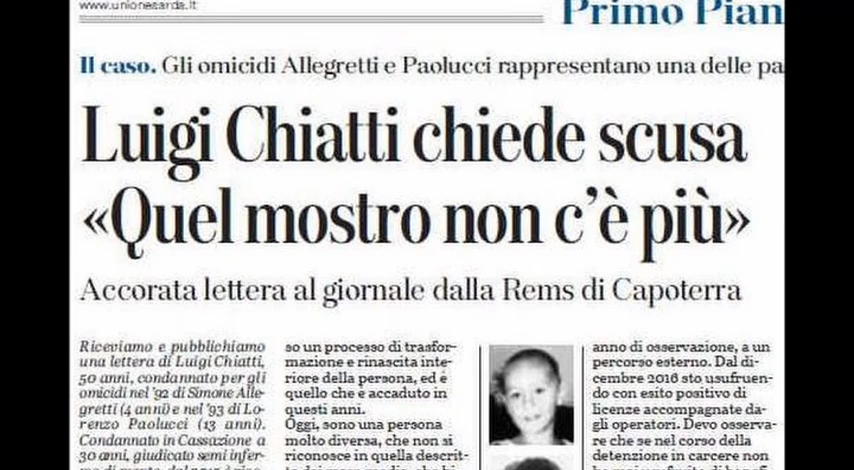 www.unionesarda.it
Primo Pian
Il caso. Gli omicidi Allegretti e Paolucci rappresentano una delle pa
Luigi Chiatti chiede scusa
«Quel mostro non c'è più»
Accorata lettera al giornale dalla Rems di Capoterra
Riceviamo e pubblichiamo
una lettera di Luigi Chiatti,
50 anni, condannato per gli
omicidi nel '92 di Simone Alle-
gretti (4 anni) e nel '93 di Lo-
renzo Paolucci (13 anni).
Condannato in Cassazione a
30 anni, giudicato semi infer-
so un processo di trasfor-
mazione e rinascita inte-
riore della persona, ed è
quello che è accaduto in
questi anni.
Oggi, sono una persona
molto diversa, che non si
riconosce in quella descrit-
anno di osservazione, a un
percorso esterno. Dal di-
cembre 2016 sto usufruen-
do con esito positivo di
licenze accompagnate da-
gli operatori. Devo osserva-
re che se nel corso della
detenzione in carcere non